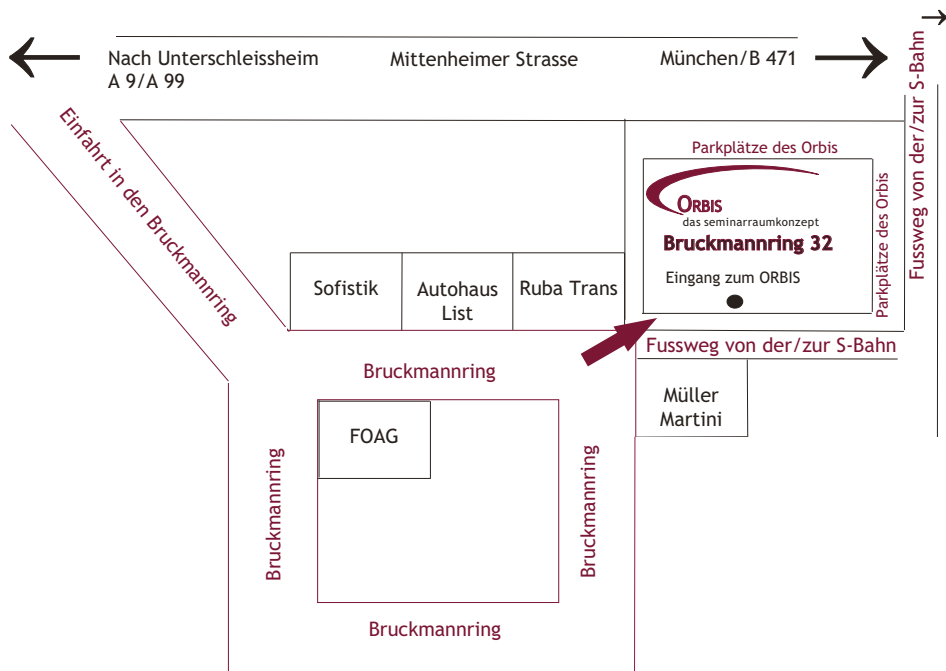 Nach Unterschleissheim
A 9/A 99
Mittenheimer Strasse
München/B 471
Fussweg von der/zur S-Bahn
Einfahrt in den Bruckmannring
Parkplätze des Orbis
Parkplätze des Orbis
ORBIS
das seminarraumkonzept
Bruckmannring 32
Eingang zum ORBIS
Sofistik
Autohaus
List
Ruba Trans
Fussweg von der/zur S-Bahn
Bruckmannring
Müller
Martini
FOAG
Bruckmannring
Bruckmannring
Bruckmannring